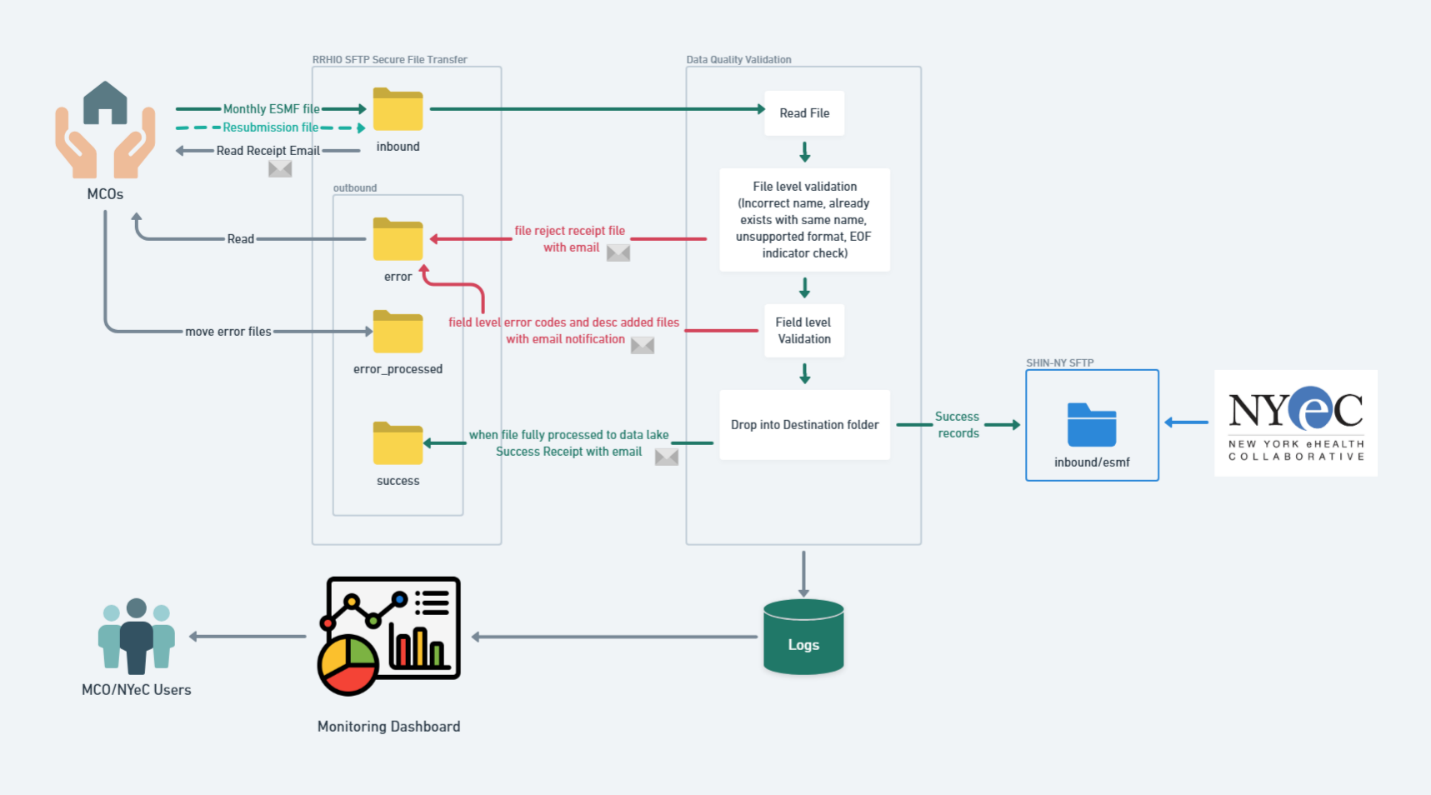 RRHIO SFTP Secure File Transfer
Data Quality Validation
Monthly ESMF file
Resubmission file
Read Receipt Email
MCOs
inbound
Read File
outbound
File level validation
(Incorrect name, already
exists with same name,
unsupported format, EOF
indicator check)
Read
error
file reject receipt file
with email
move error files
error_processed
field level error codes and desc added files
with email notification
Field level
Validation
SHIN-NY SFTP
inbound/esmf
NYeC
NEW YORK eHEALTH
COLLABORATIVE
success
when file fully processed to data lake
Success Receipt with email
Drop into Destination folder
Success
records
Logs
MCO/NYeC Users
Monitoring Dashboard